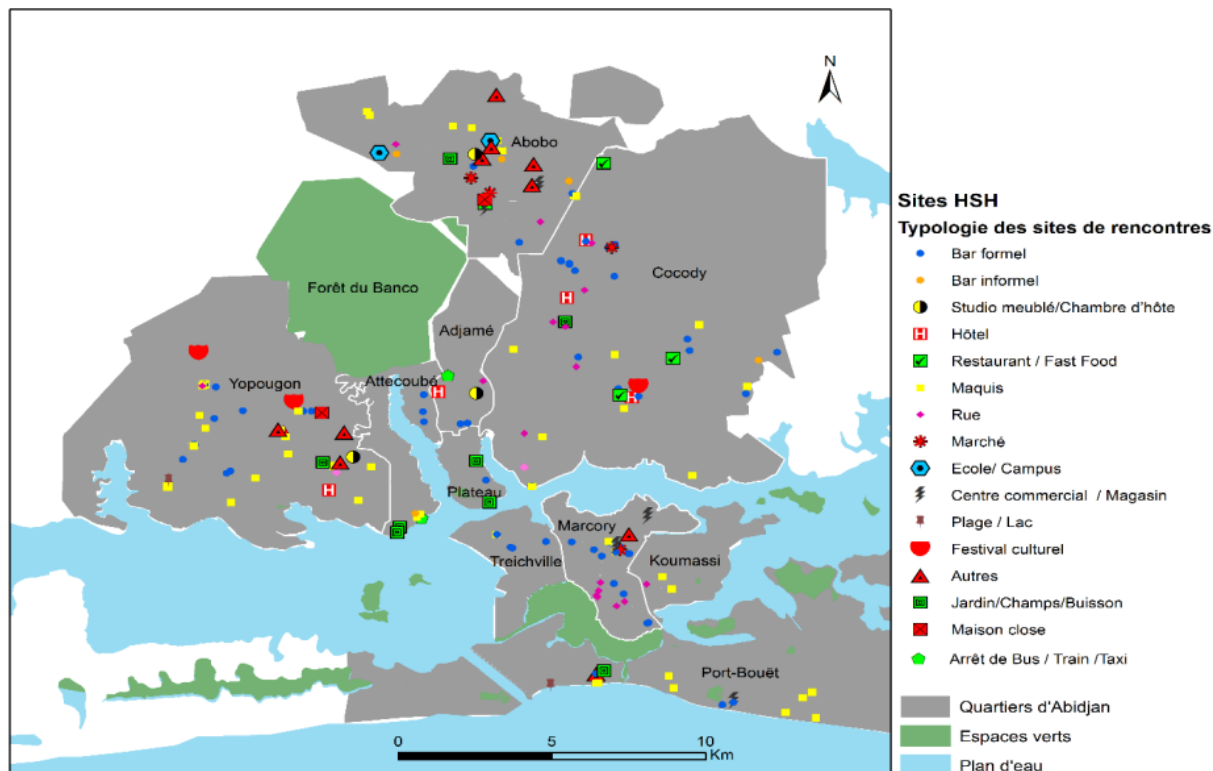 N
Abobo
Cocody
Forêt du Banco
Adjamé
Attecoubé
Yopougon
Plateau
Marcory
Treichville
Koumassi
Port-Bouët
0 5 10
Km
Sites HSH
Typologie des sites de rencontres
Bar formel
Bar informel
Studio meublé/Chambre d'hôte
H Hôtel
Restaurant / Fast Food
Maquis
Rue
Marché
Ecole/ Campus
Centre commercial / Magasin
Plage / Lac
Festival culturel
Autres
Jardin/Champs/Buisson
Maison close
Arrêt de Bus / Train /Taxi
Quartiers d'Abidjan
Espaces verts
Plan d'eau